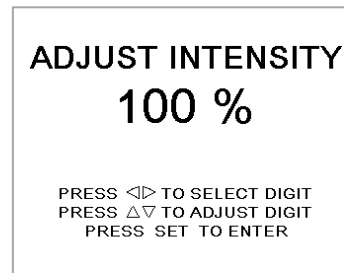 ADJUST INTENSITY
100 %
PRESS ◁▷ TO SELECT DIGIT
PRESS △▽ TO ADJUST DIGIT
PRESS SET TO ENTER